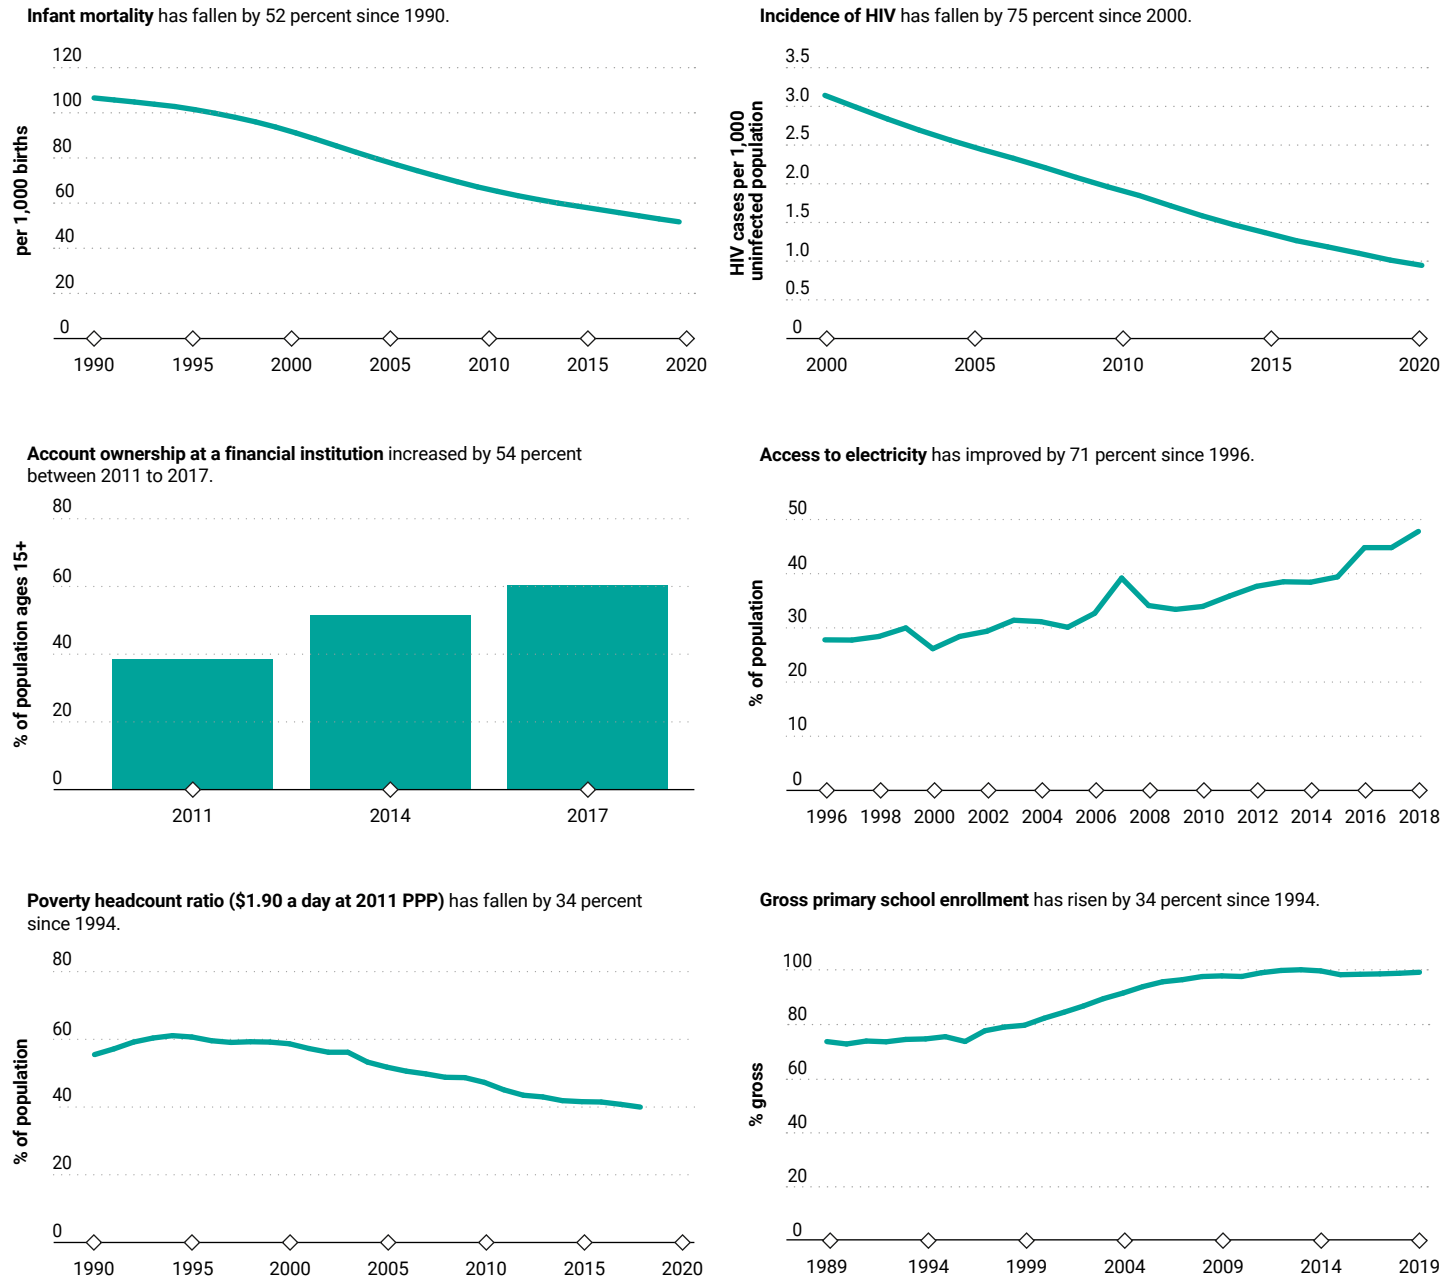 Infant mortality has fallen by 52 percent since 1990.
120
100
80
60
40
20
0
per 1,000 births
1990 1995 2000 2005 2010 2015 2020
Incidence of HIV has fallen by 75 percent since 2000.
3.5
3.0
2.5
2.0
1.5
1.0
0.5
0
HIV cases per 1,000
uninfected population
2000 2005 2010 2015 2020
Account ownership at a financial institution increased by 54 percent
between 2011 to 2017.
80
60
40
20
0
% of population ages 15+
2011 2014 2017
Access to electricity has improved by 71 percent since 1996.
50
40
30
20
10
0
% of population
1996 1998 2000 2002 2004 2006 2008 2010 2012 2014 2016 2018
Poverty headcount ratio ($1.90 a day at 2011 PPP) has fallen by 34 percent
since 1994.
80
60
40
20
0
% of population
1990 1995 2000 2005 2010 2015 2020
Gross primary school enrollment has risen by 34 percent since 1994.
100
80
60
40
20
0
% gross
1989 1994 1999 2004 2009 2014 2019